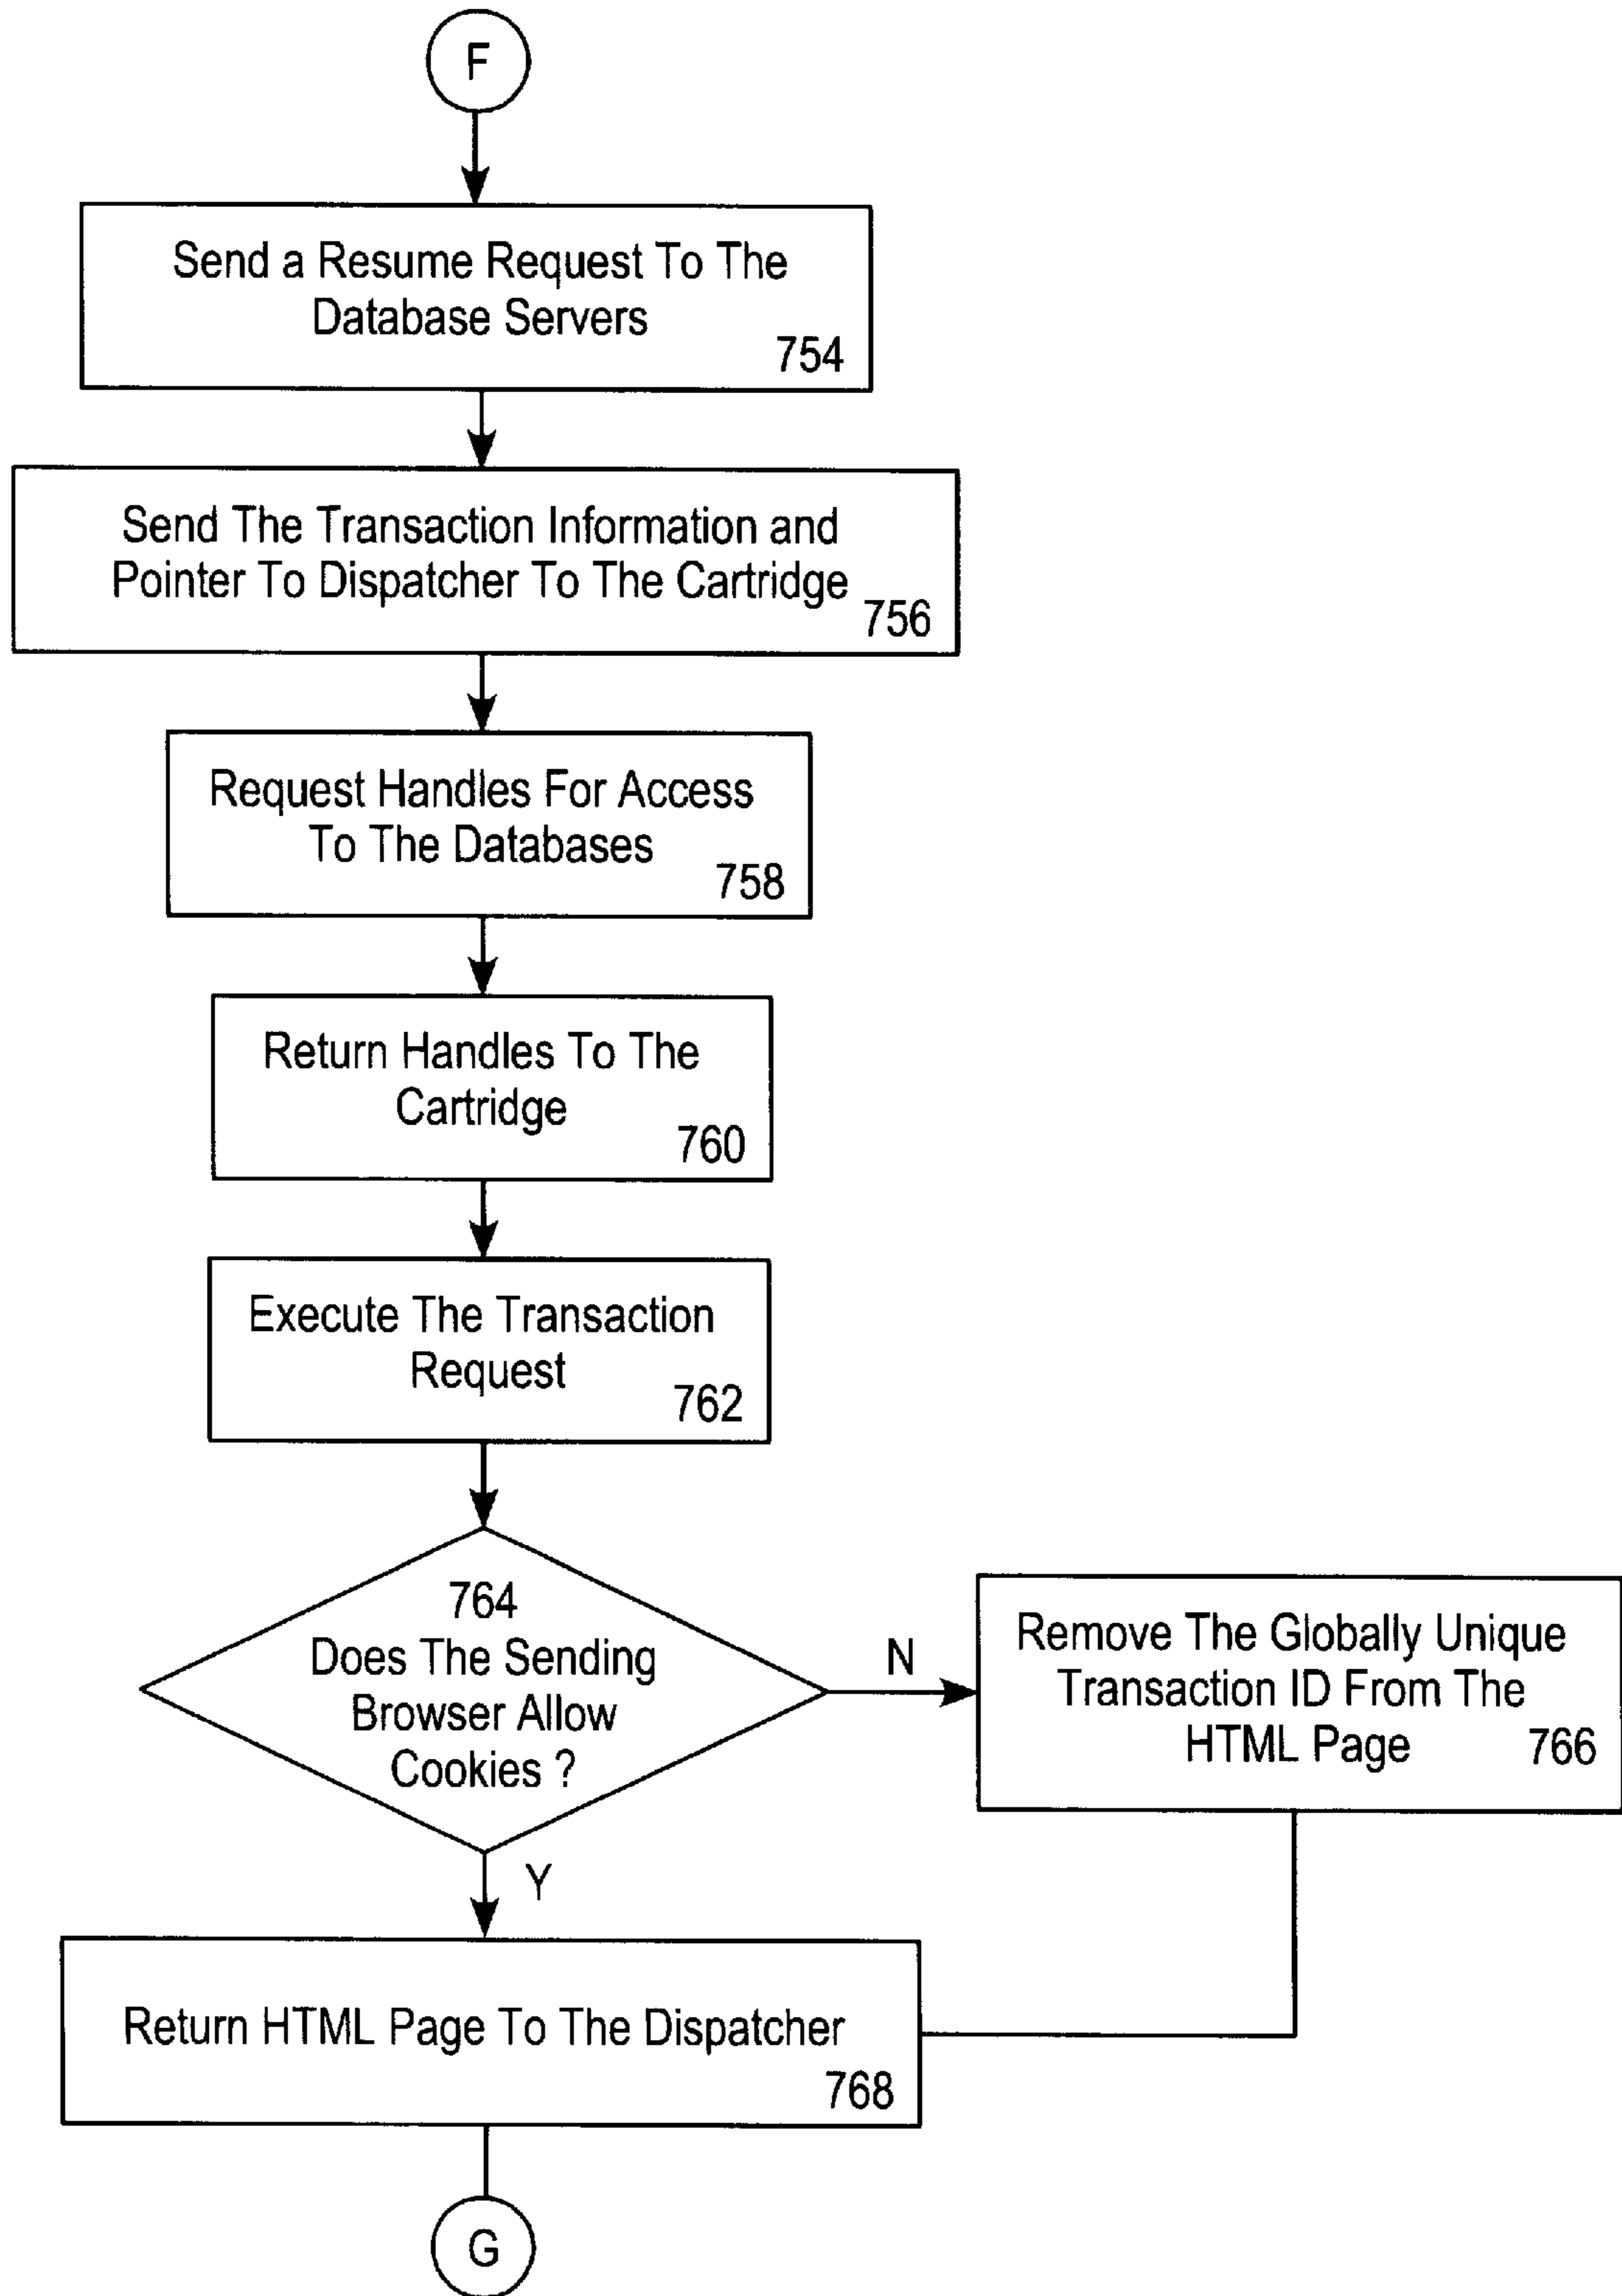 F
Send a Resume Request To The
Database Servers
754
Send The Transaction Information and
Pointer To Dispatcher To The Cartridge
756
Request Handles For Access
To The Databases
758
Return Handles To The
Cartridge
760
Execute The Transaction
Request
762
764
Does The Sending
Browser Allow
Cookies ?
N
Remove The Globally Unique
Transaction ID From The
HTML Page
766
Y
Return HTML Page To The Dispatcher
768
G